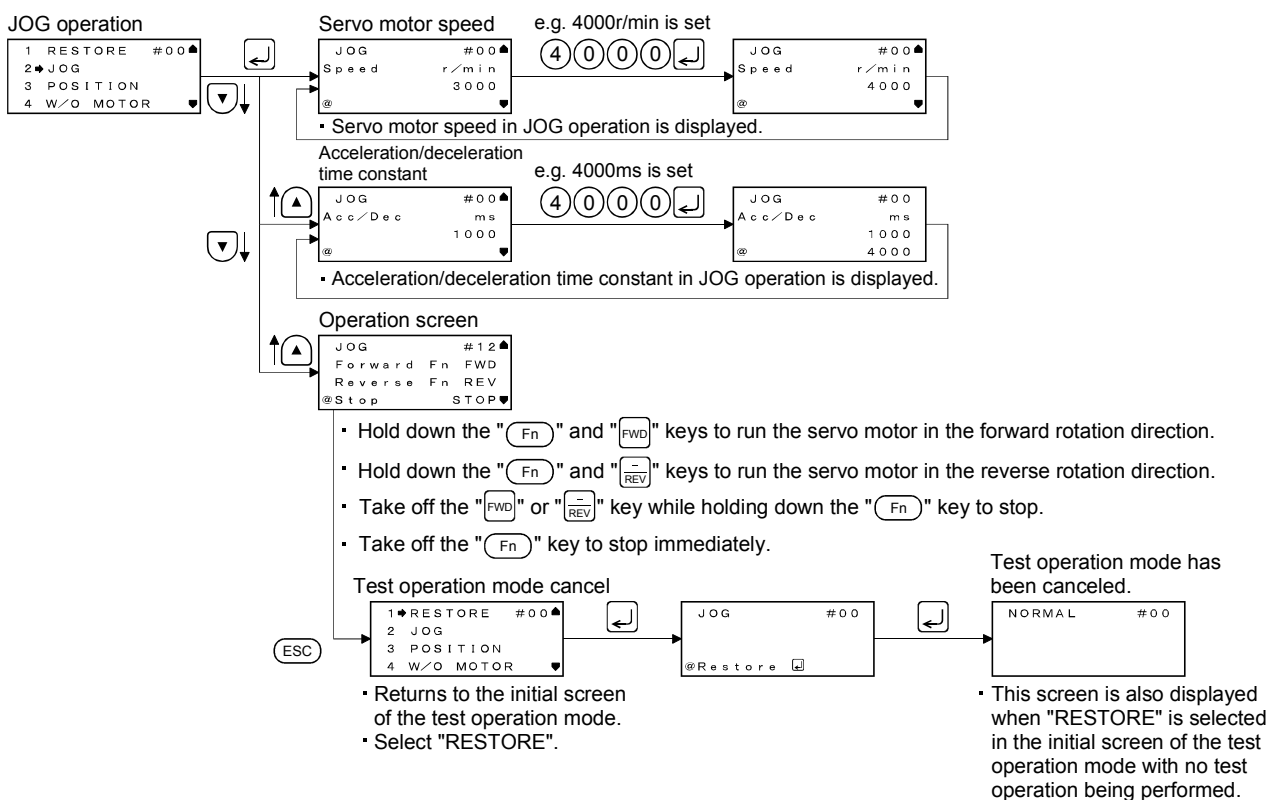 JOG operation
1 RESTORE #00
2 JOG
3 POSITION
4 W/O MOTOR
Servo motor speed
JOG #00
Speed r/min
3000
@
e.g. 4000r/min is set
4 0 0 0
JOG #00
Speed r/min
4000
@
Servo motor speed in JOG operation is displayed.
Acceleration/deceleration
time constant
JOG #00
Acc/Dec ms
1000
@
e.g. 4000ms is set
4 0 0 0
JOG #00
Acc/Dec ms
1000
@ 4000
Acceleration/deceleration time constant in JOG operation is displayed.
Operation screen
JOG #12
Forward Fn FWD
Reverse Fn REV
@Stop STOP
Hold down the "Fn" and "FWD" keys to run the servo motor in the forward rotation direction.
Hold down the "Fn" and "- REV" keys to run the servo motor in the reverse rotation direction.
Take off the "FWD" or "- REV" key while holding down the "Fn" key to stop.
Take off the "Fn" key to stop immediately.
ESC
Test operation mode cancel
1 RESTORE #00
2 JOG
3 POSITION
4 W/O MOTOR
Returns to the initial screen
of the test operation mode.
Select "RESTORE".
JOG #00
@Restore
Test operation mode has
been canceled.
NORMAL #00
This screen is also displayed
when "RESTORE" is selected
in the initial screen of the test
operation mode with no test
operation being performed.